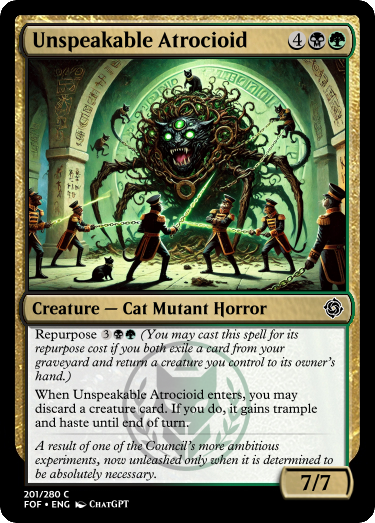 Unspeakable Atrocioid 4
Creature — Cat Mutant Horror
Repurpose 3 (You may cast this spell for its
repurpose cost if you both exile a card from your
graveyard and return a creature you control to its owner's
hand.)
When Unspeakable Atrocioid enters, you may
discard a creature card. If you do, it gains trample
and haste until end of turn.
A result of one of the Council's more ambitious
experiments, now unleashed only when it is determined to
be absolutely necessary.
7/7
201/280 C
FOF • ENG ChatGPT